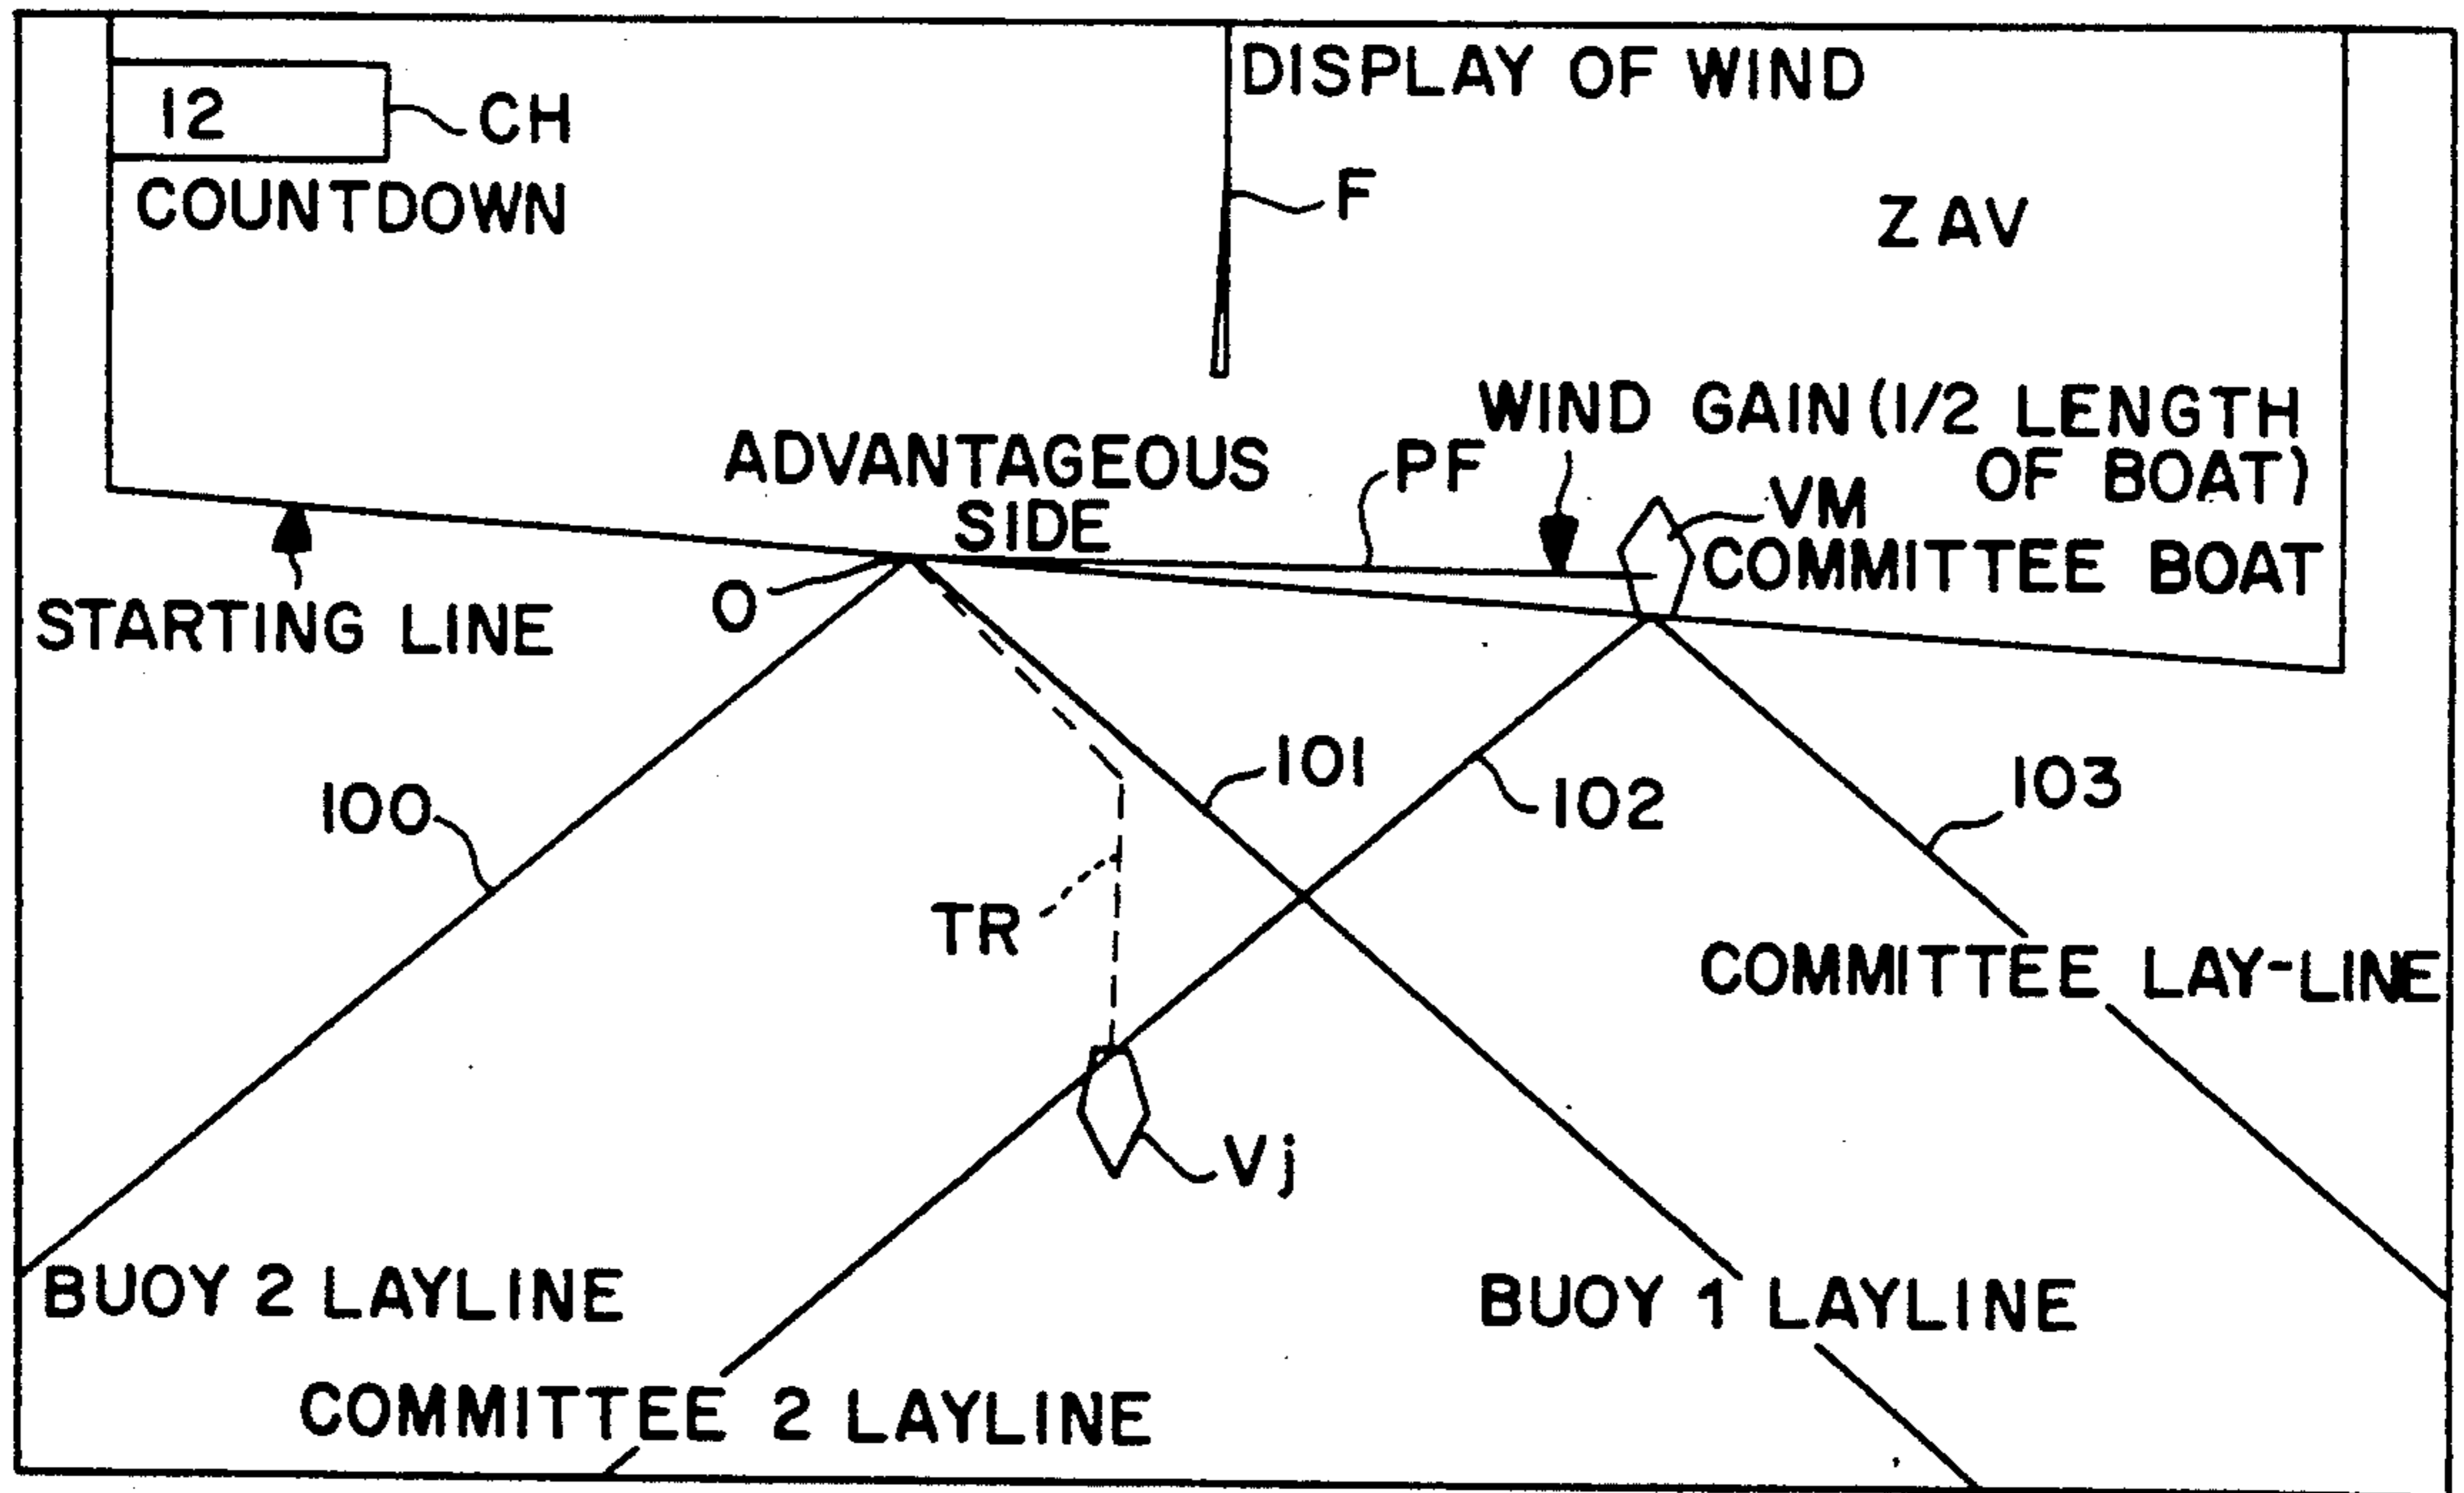 DISPLAY OF WIND
12
CH
COUNTDOWN
F
Z AV
WIND GAIN (1/2 LENGTH
OF BOAT)
ADVANTAGEOUS
SIDE
PF
VM
COMMITTEE BOAT
O
STARTING LINE
100
101
102
103
TR
COMMITTEE LAY-LINE
Vj
BUOY 2 LAYLINE
BUOY 1 LAYLINE
COMMITTEE 2 LAYLINE